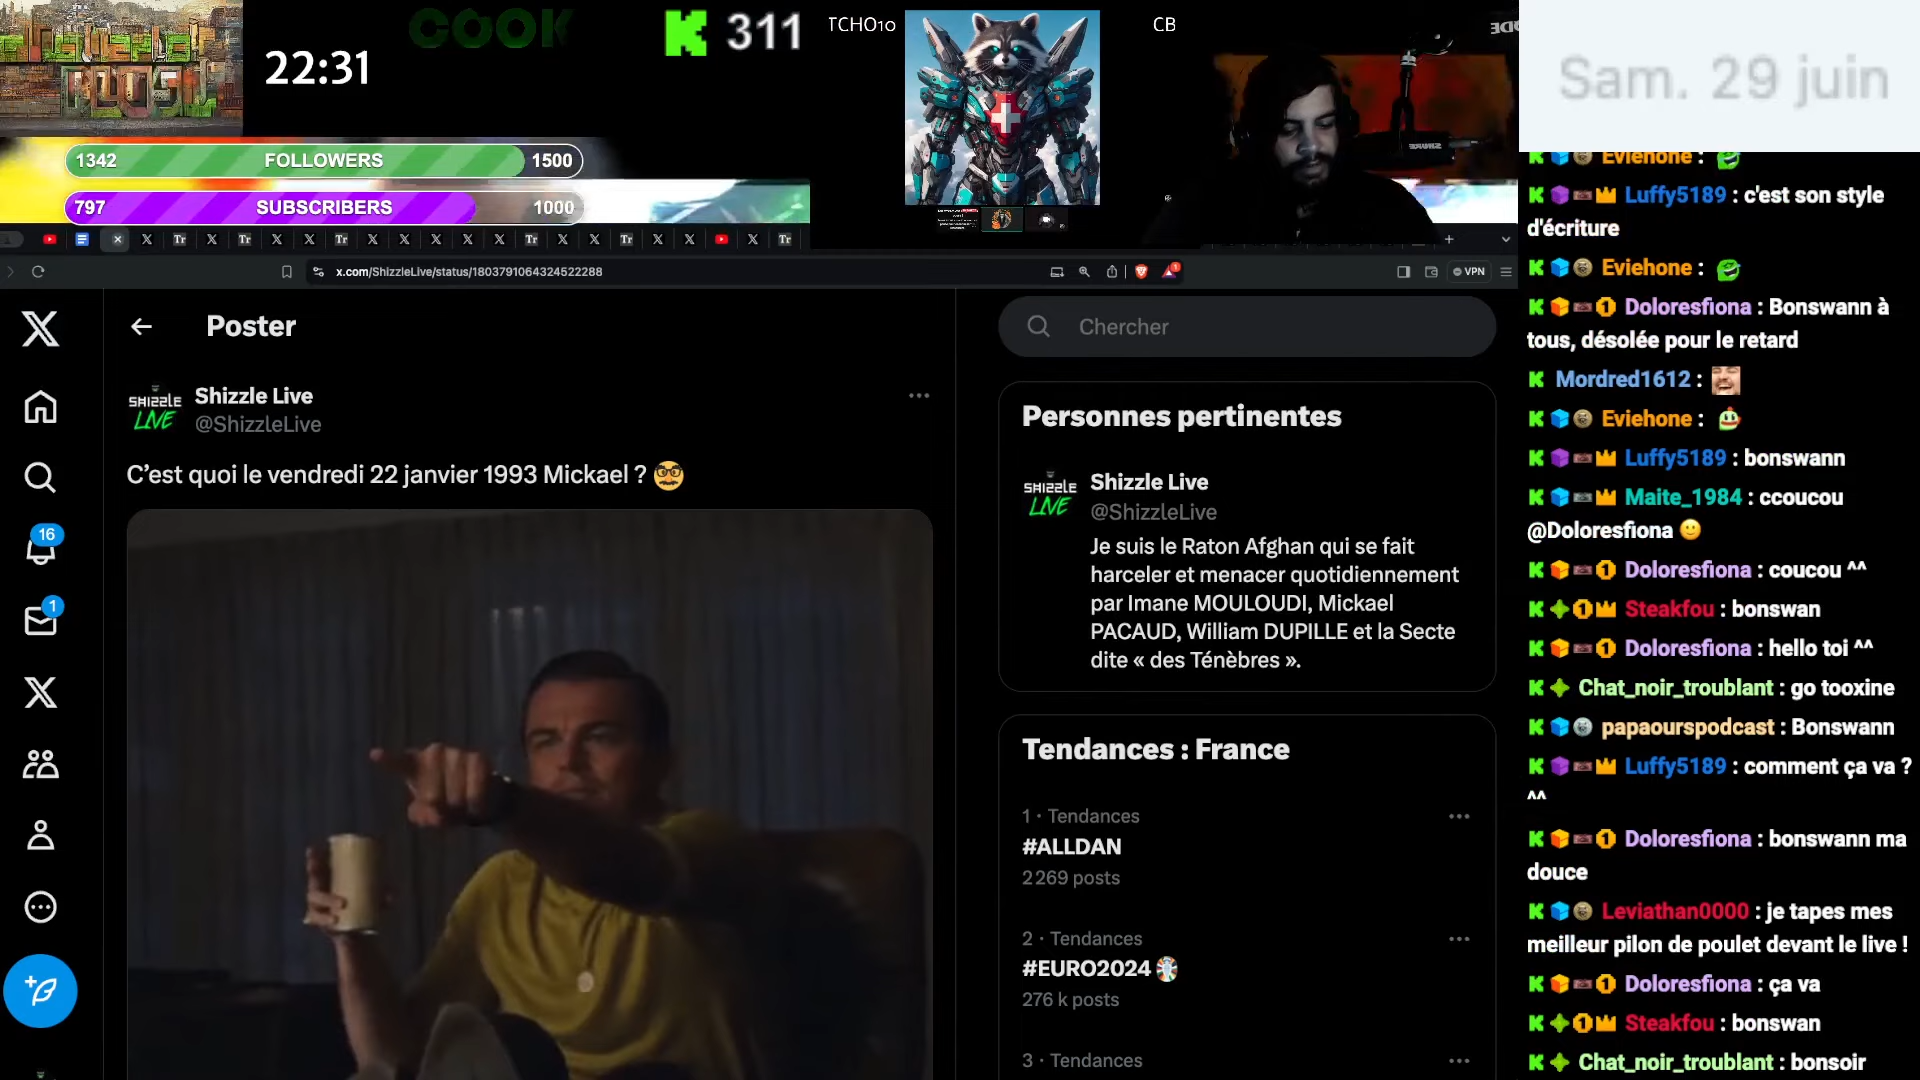 COOK
22:31
311
TCHO10
CB
Sam. 29 juin
1342 FOLLOWERS 1500
797 SUBSCRIBERS 1000
x.com/ShizzleLive/status/1803791064324522288
VPN
Poster
Chercher
SHIZZLE LIVE
Shizzle Live
@ShizzleLive
C’est quoi le vendredi 22 janvier 1993 Mickael ?
16
1
Personnes pertinentes
SHIZZLE LIVE
Shizzle Live
@ShizzleLive
Je suis le Raton Afghan qui se fait
harceler et menacer quotidiennement
par Imane MOULOUDI, Mickael
PACAUD, William DUPILLE et la Secte
dite « des Ténèbres ».
Tendances : France
1 · Tendances
#ALLDAN
2 269 posts
2 · Tendances
#EURO2024
276 k posts
3 · Tendances
Eviehone :
Luffy5189 : c'est son style
d'écriture
Eviehone :
Doloresfiona : Bonswann à
tous, désolée pour le retard
Mordred1612 :
Eviehone :
Luffy5189 : bonswann
Maite_1984 : ccoucou
@Doloresfiona
Doloresfiona : coucou ^^
Steakfou : bonswan
Doloresfiona : hello toi ^^
Chat_noir_troublant : go tooxine
papaourspodcast : Bonswann
Luffy5189 : comment ça va ?
^^
Doloresfiona : bonswann ma
douce
Leviathan0000 : je tapes mes
meilleur pilon de poulet devant le live !
Doloresfiona : ça va
Steakfou : bonswan
Chat_noir_troublant : bonsoir